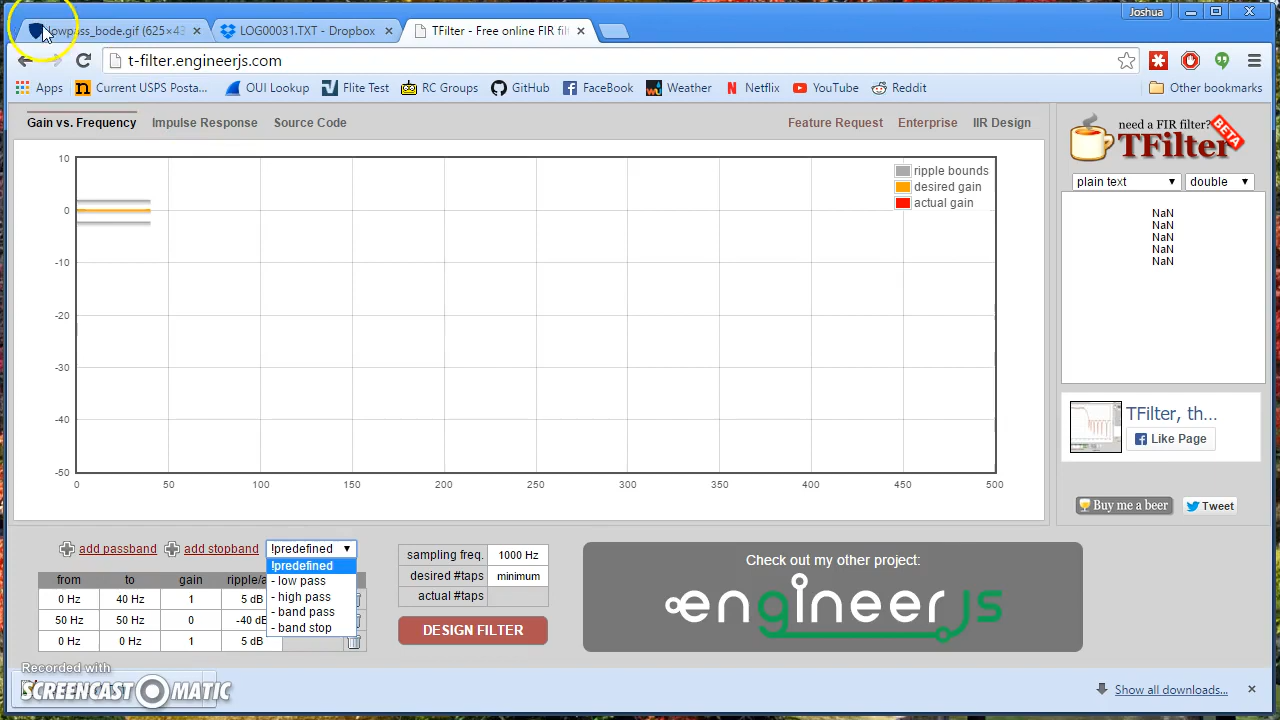 Joshua
lowpass_bode.gif (625×43
LOG00031.TXT - Dropbox
TFilter - Free online FIR fil
t-filter.engineerjs.com
Apps
Current USPS Posta...
OUI Lookup
Flite Test
RC Groups
GitHub
FaceBook
Weather
Netflix
YouTube
Reddit
Other bookmarks
Gain vs. Frequency
Impulse Response
Source Code
Feature Request
Enterprise
IIR Design
need a FIR filter?
BETA
TFilter
plain text
double
10
0
-10
-20
-30
-40
-50
0 50 100 150 200 250 300 350 400 450 500
ripple bounds
desired gain
actual gain
NaN
NaN
NaN
NaN
NaN
TFilter, th...
Like Page
Buy me a beer
Tweet
add passband
add stopband
!predefined
!predefined
- low pass
- high pass
- band pass
- band stop
from to gain ripple/a
0 Hz 40 Hz 1 5 dB
50 Hz 50 Hz 0 -40 dB
0 Hz 0 Hz 1 5 dB
sampling freq. 1000 Hz
desired #taps minimum
actual #taps
DESIGN FILTER
Check out my other project:
engineerjs
Recorded with
SCREENCAST MATIC
Show all downloads...